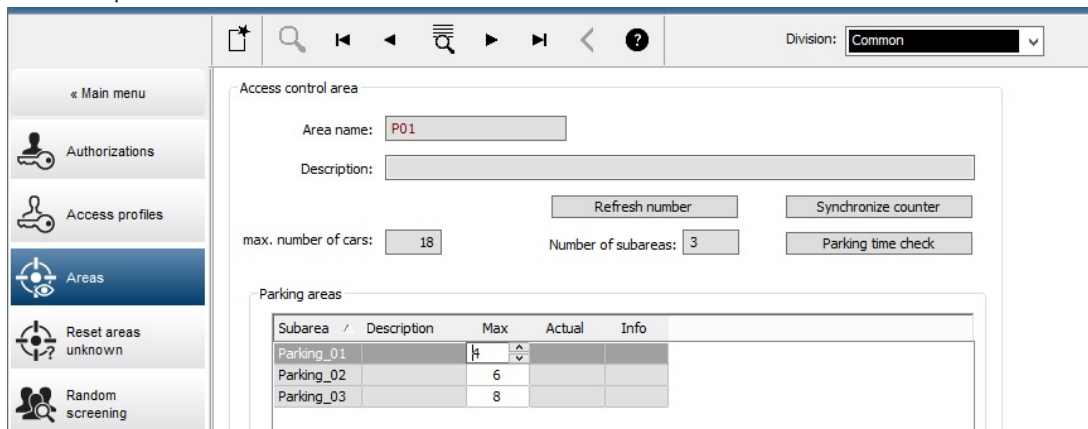 Division: Common
« Main menu
Authorizations
Access profiles
Areas
Reset areas
unknown
Random
screening
Access control area
Area name: P01
Description:
Refresh number Synchronize counter
max. number of cars: 18 Number of subareas: 3 Parking time check
Parking areas
Subarea Description Max Actual Info
Parking_01 4
Parking_02 6
Parking_03 8